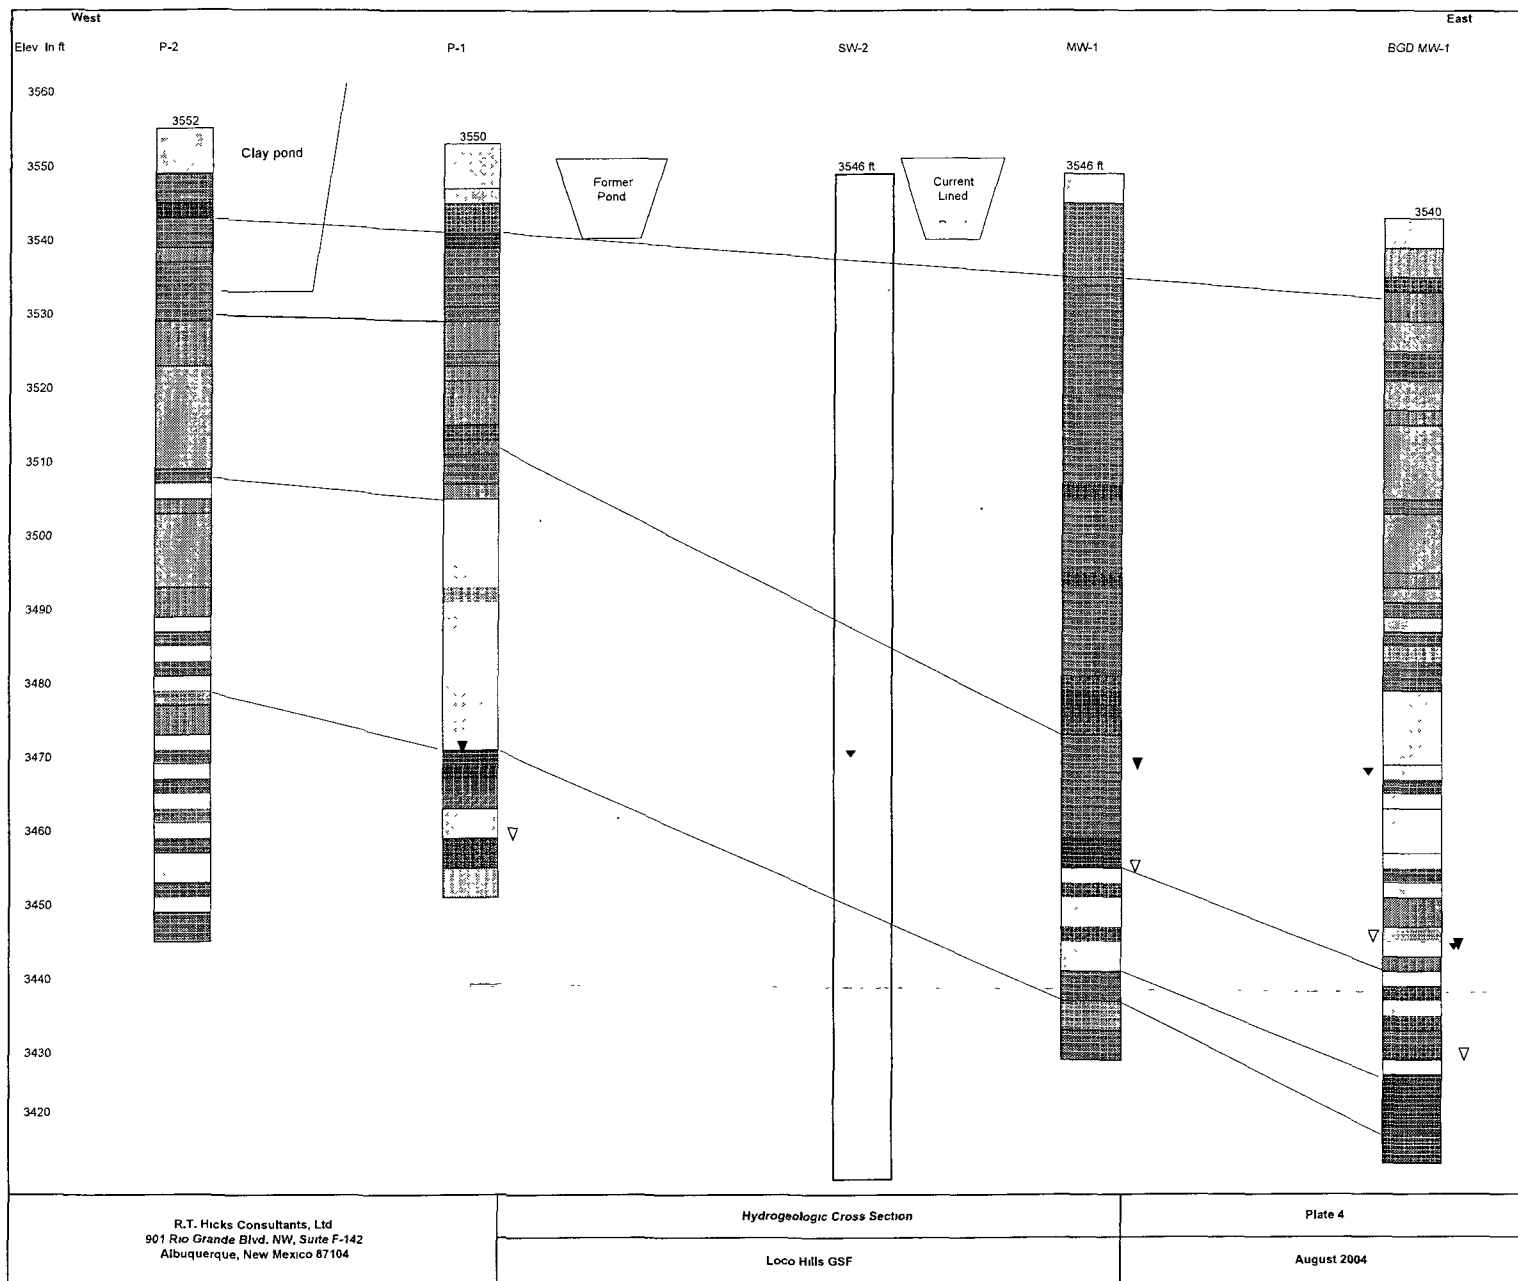 West
East
Elev In ft
P-2
P-1
SW-2
MW-1
BGD MW-1
3560
3550
3540
3530
3520
3510
3500
3490
3480
3470
3460
3450
3440
3430
3420
3552
Clay pond
3550
Former
Pond
3546 ft
Current
Lined
3546 ft
3540
R.T. Hicks Consultants, Ltd
901 Rio Grande Blvd. NW, Suite F-142
Albuquerque, New Mexico 87104
Hydrogeologic Cross Section
Loco Hills GSF
Plate 4
August 2004